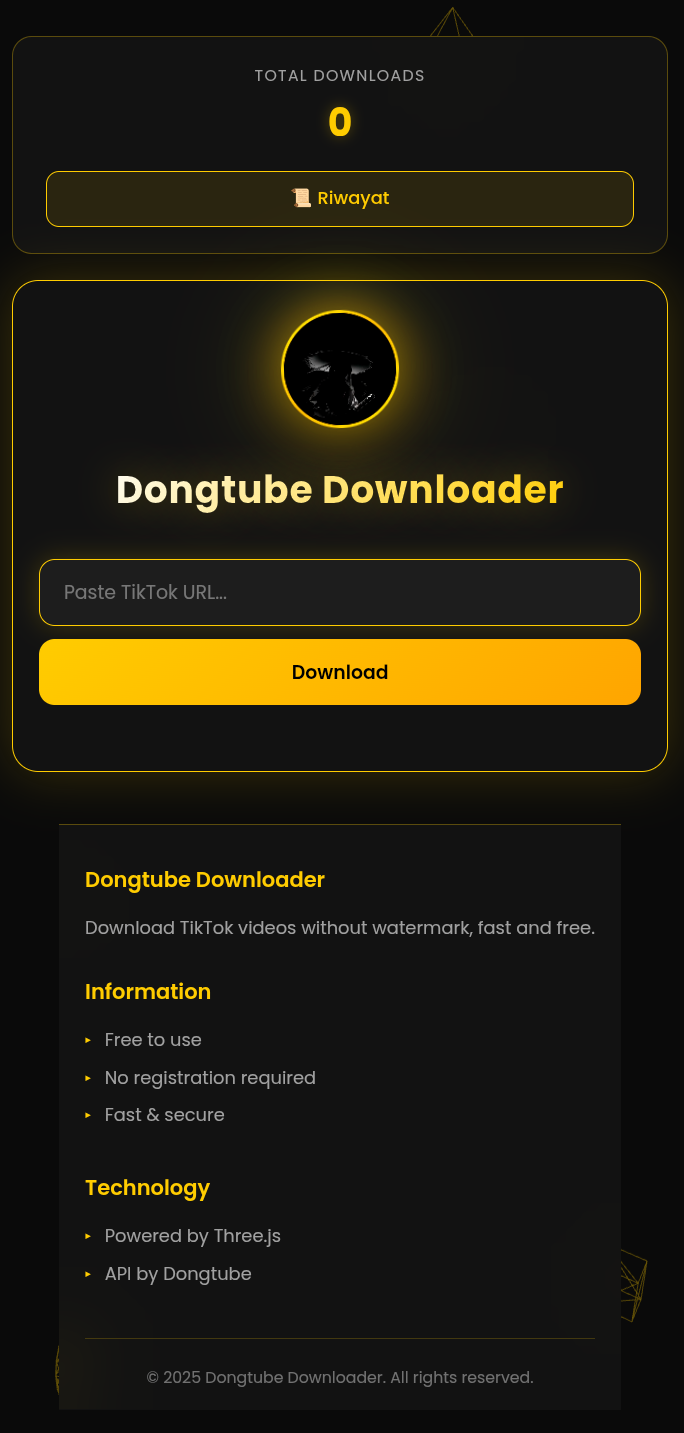 TOTAL DOWNLOADS
0
📜 Riwayat
Dongtube Downloader
Paste TikTok URL...
Download
Dongtube Downloader
Download TikTok videos without watermark, fast and free.
Information
▸ Free to use
▸ No registration required
▸ Fast & secure
Technology
▸ Powered by Three.js
▸ API by Dongtube
© 2025 Dongtube Downloader. All rights reserved.